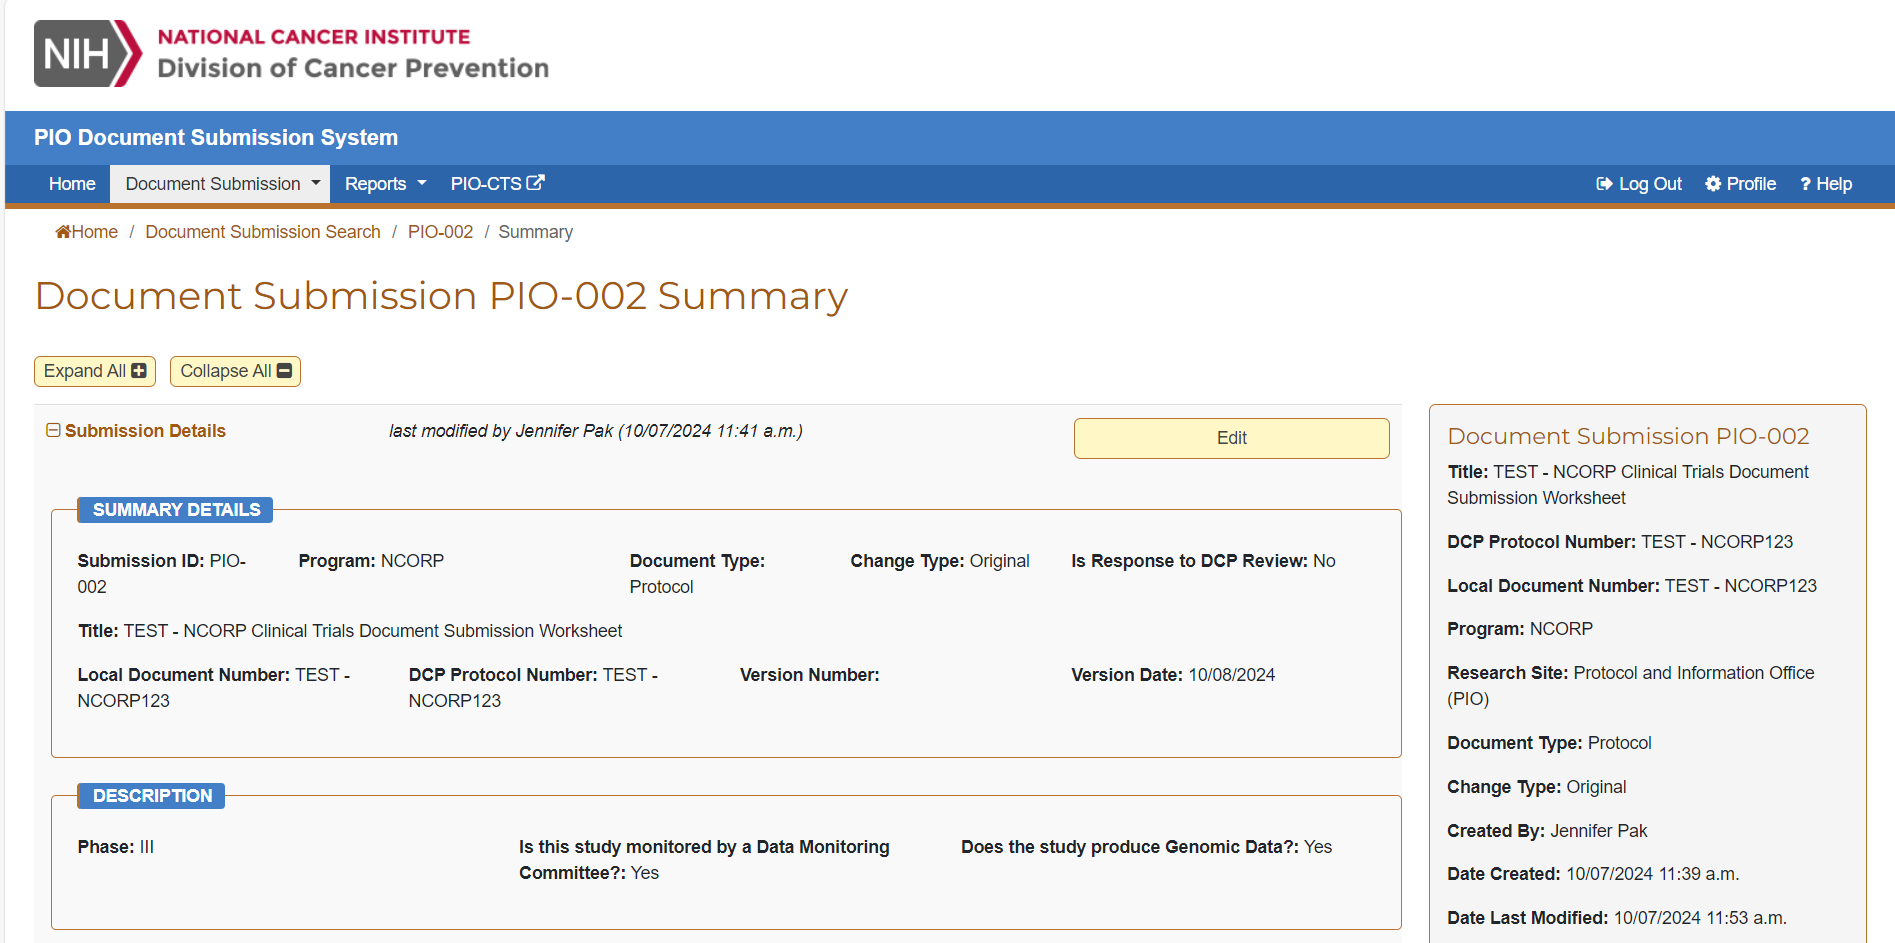 NIH
NATIONAL CANCER INSTITUTE
Division of Cancer Prevention
PIO Document Submission System
Home Document Submission Reports PIO-CTS Log Out Profile ? Help
Home / Document Submission Search / PIO-002 / Summary
Document Submission PIO-002 Summary
Expand All Collapse All
Submission Details last modified by Jennifer Pak (10/07/2024 11:41 a.m.) Edit
SUMMARY DETAILS
Submission ID: PIO-
002
Program: NCORP
Document Type:
Protocol
Change Type: Original
Is Response to DCP Review: No
Title: TEST - NCORP Clinical Trials Document Submission Worksheet
Local Document Number: TEST -
NCORP123
DCP Protocol Number: TEST -
NCORP123
Version Number:
Version Date: 10/08/2024
DESCRIPTION
Phase: III
Is this study monitored by a Data Monitoring
Committee?: Yes
Does the study produce Genomic Data?: Yes
Document Submission PIO-002
Title: TEST - NCORP Clinical Trials Document
Submission Worksheet
DCP Protocol Number: TEST - NCORP123
Local Document Number: TEST - NCORP123
Program: NCORP
Research Site: Protocol and Information Office
(PIO)
Document Type: Protocol
Change Type: Original
Created By: Jennifer Pak
Date Created: 10/07/2024 11:39 a.m.
Date Last Modified: 10/07/2024 11:53 a.m.